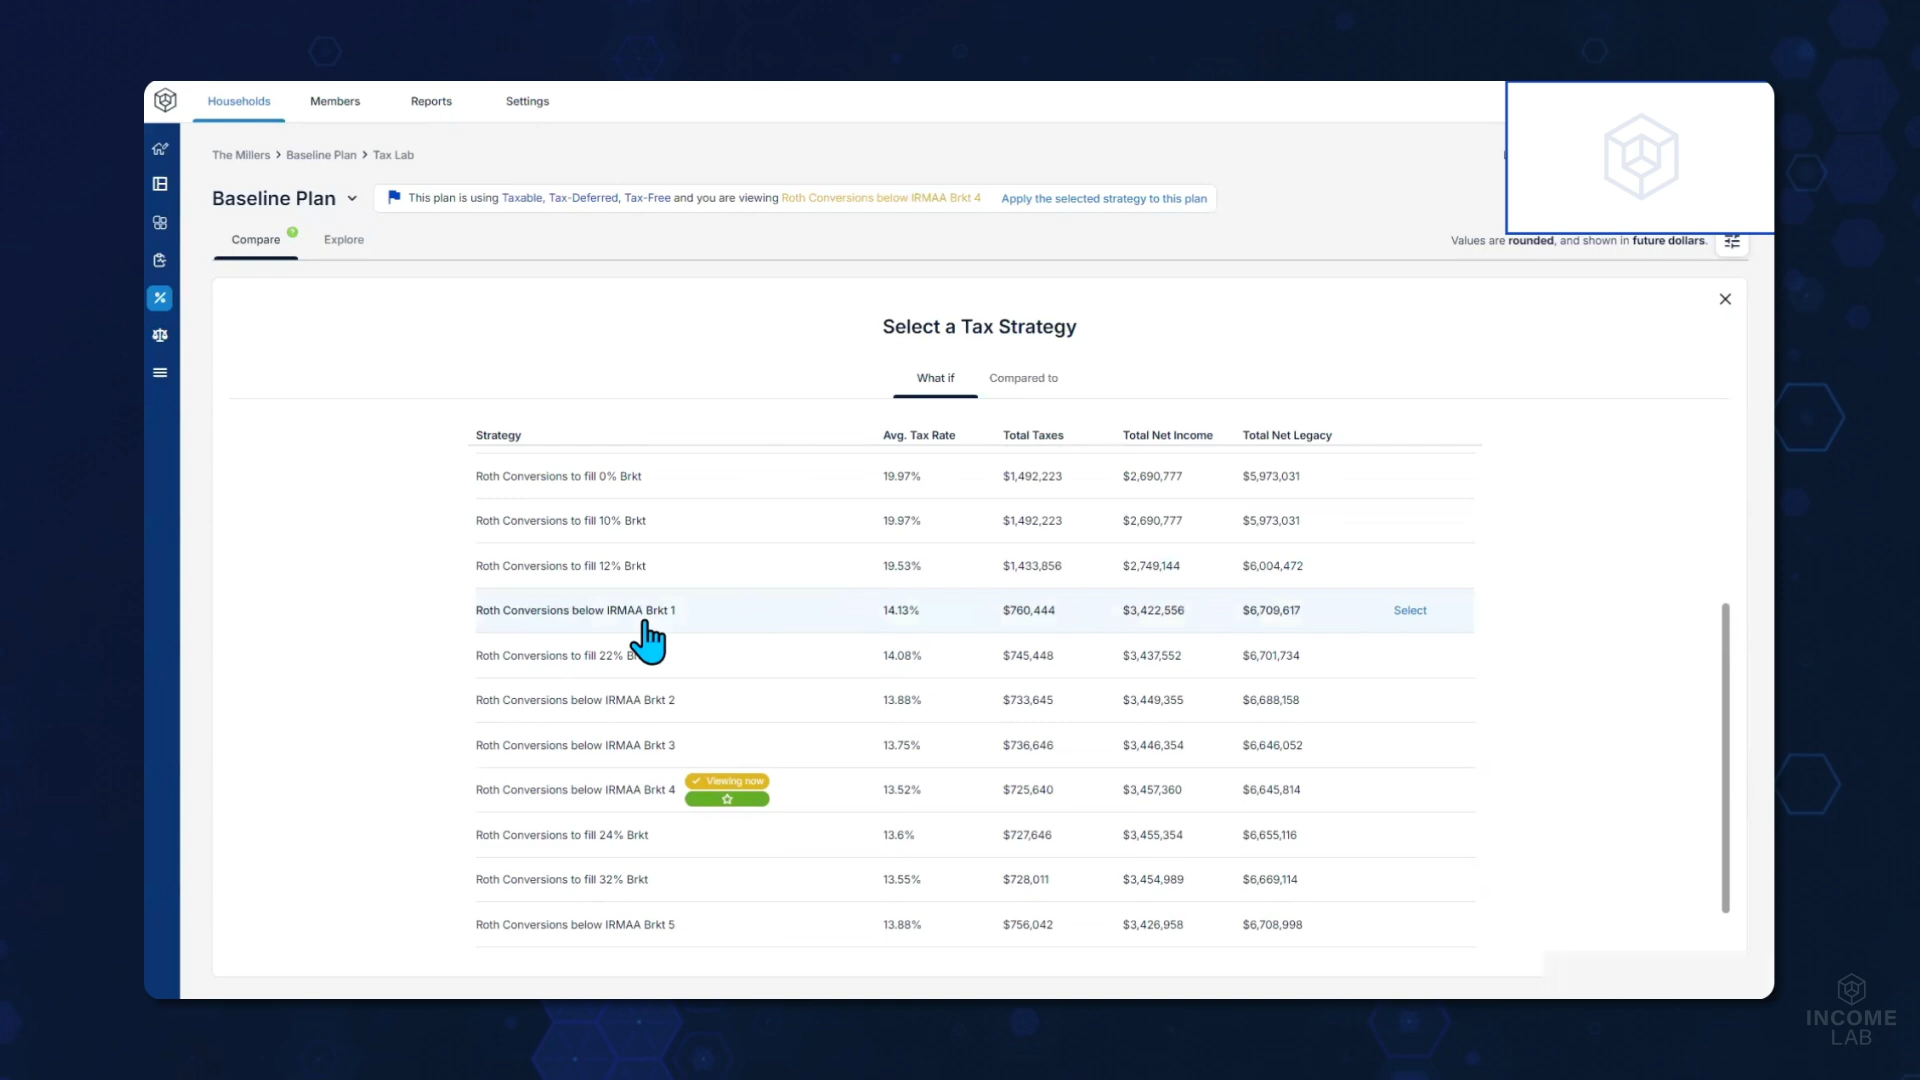 Households Members Reports Settings
The Millers > Baseline Plan > Tax Lab
Baseline Plan
This plan is using Taxable, Tax-Deferred, Tax-Free and you are viewing Roth Conversions below IRMAA Brkt 4 Apply the selected strategy to this plan
Compare ? Explore
Values are rounded, and shown in future dollars.
Select a Tax Strategy
What if Compared to
Strategy Avg. Tax Rate Total Taxes Total Net Income Total Net Legacy
Roth Conversions to fill 0% Brkt 19.97% $1,492,223 $2,690,777 $5,973,031
Roth Conversions to fill 10% Brkt 19.97% $1,492,223 $2,690,777 $5,973,031
Roth Conversions to fill 12% Brkt 19.53% $1,433,856 $2,749,144 $6,004,472
Roth Conversions below IRMAA Brkt 1 14.13% $760,444 $3,422,556 $6,709,617 Select
Roth Conversions to fill 22% 14.08% $745,448 $3,437,552 $6,701,734
Roth Conversions below IRMAA Brkt 2 13.88% $733,645 $3,449,355 $6,688,158
Roth Conversions below IRMAA Brkt 3 13.75% $736,646 $3,446,354 $6,646,052
Roth Conversions below IRMAA Brkt 4 Viewing now 13.52% $725,640 $3,457,360 $6,645,814
Roth Conversions to fill 24% Brkt 13.6% $727,646 $3,455,354 $6,655,116
Roth Conversions to fill 32% Brkt 13.55% $728,011 $3,454,989 $6,669,114
Roth Conversions below IRMAA Brkt 5 13.88% $756,042 $3,426,958 $6,708,998
INCOME
LAB